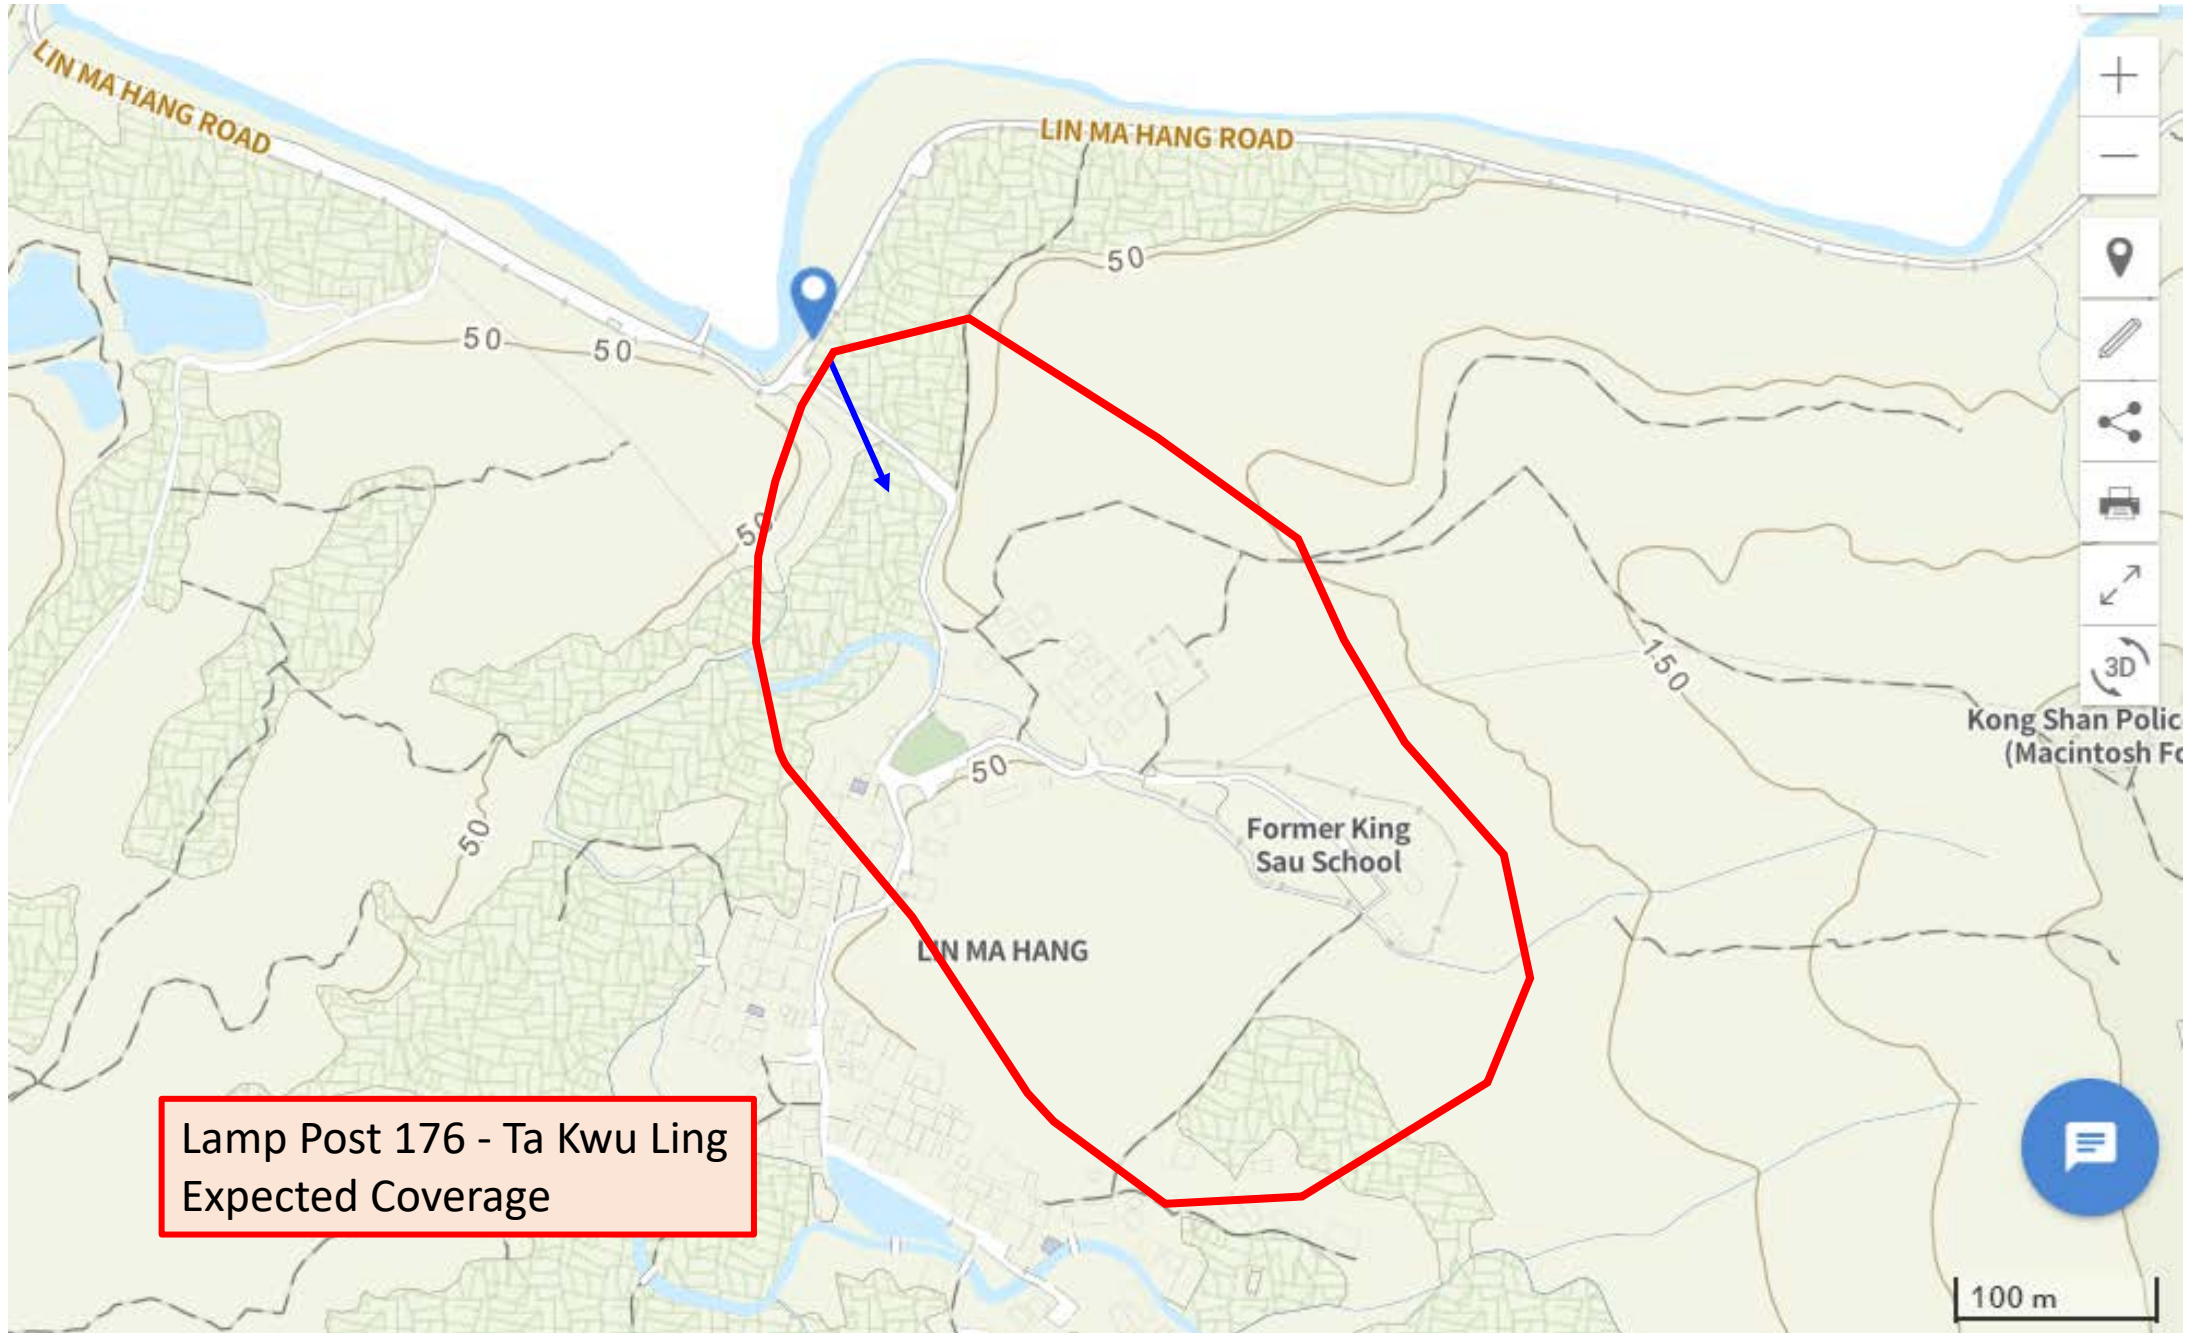 LIN MA HANG ROAD
LIN MA HANG ROAD
50
50
50
50
150
3D
Kong Shan Polic
(Macintosh Fo
50
50
Former King
Sau School
LIN MA HANG
Lamp Post 176 - Ta Kwu Ling
Expected Coverage
100 m